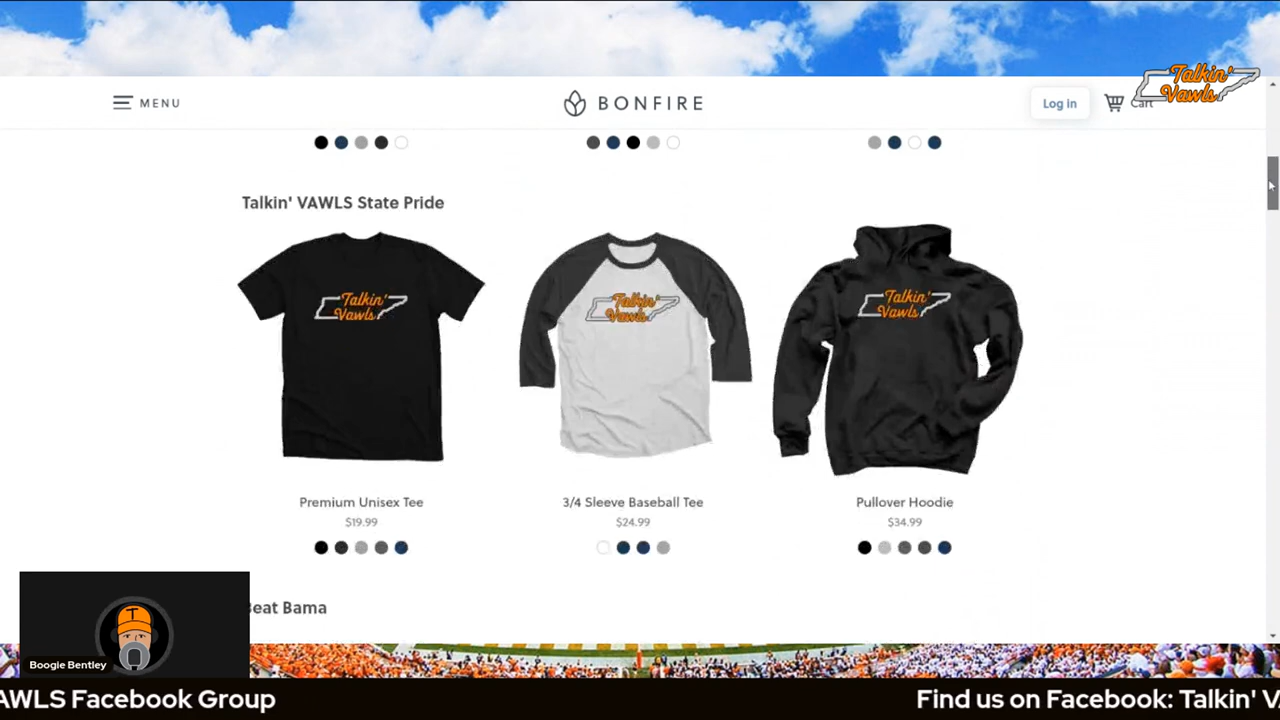 Talkin'
Vawls
MENU
BONFIRE
Log in
Cart
Talkin' VAWLS State Pride
Talkin'
Vawls
Talkin'
Vawls
Talkin'
Vawls
Premium Unisex Tee
3/4 Sleeve Baseball Tee
Pullover Hoodie
$19.99
$24.99
$34.99
Beat Bama
T
Boogie Bentley
AWLS Facebook Group
Find us on Facebook: Talkin' V